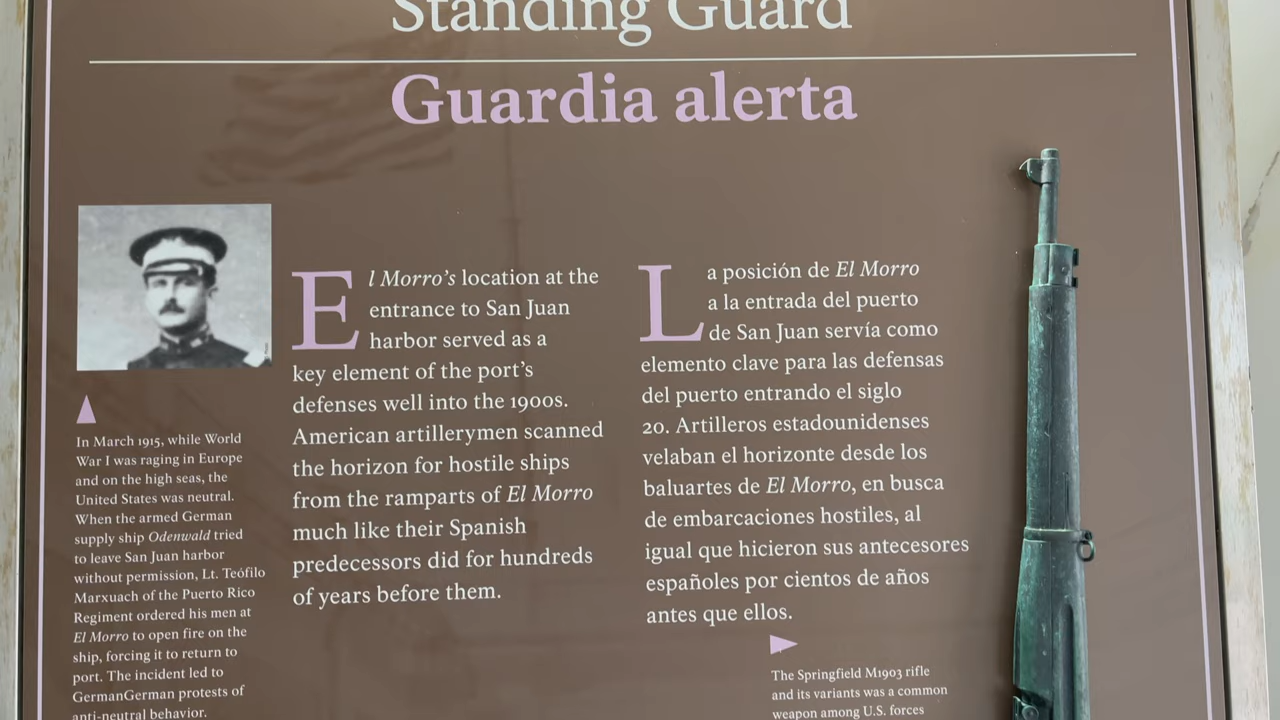 Standing Guard
Guardia alerta
El Morro's location at the
entrance to San Juan
harbor served as a
key element of the port's
defenses well into the 1900s.
American artillerymen scanned
the horizon for hostile ships
from the ramparts of El Morro
much like their Spanish
predecessors did for hundreds
of years before them.
La posición de El Morro
a la entrada del puerto
de San Juan servía como
elemento clave para las defensas
del puerto entrando el siglo
20. Artilleros estadounidenses
velaban el horizonte desde los
baluartes de El Morro, en busca
de embarcaciones hostiles, al
igual que hicieron sus antecesores
españoles por cientos de años
antes que ellos.
In March 1915, while World
War I was raging in Europe
and on the high seas, the
United States was neutral.
When the armed German
supply ship Odenwald tried
to leave San Juan harbor
without permission, Lt. Teófilo
Marxuach of the Puerto Rico
Regiment ordered his men at
El Morro to open fire on the
ship, forcing it to return to
port. The incident led to
GermanGerman protests of
anti-neutral behavior.
The Springfield M1903 rifle
and its variants was a common
weapon among U.S. forces